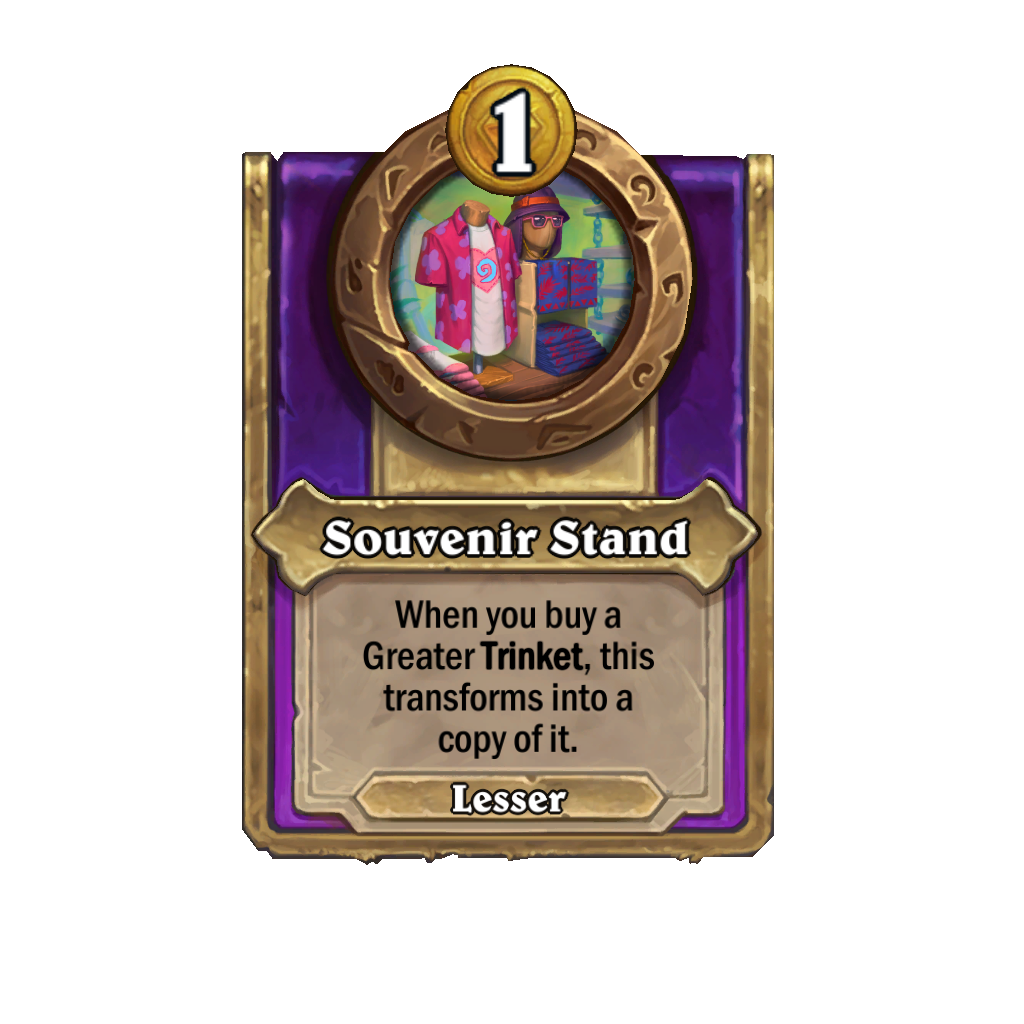 1
Souvenir Stand
When you buy a
Greater Trinket, this
transforms into a
copy of it.
Lesser